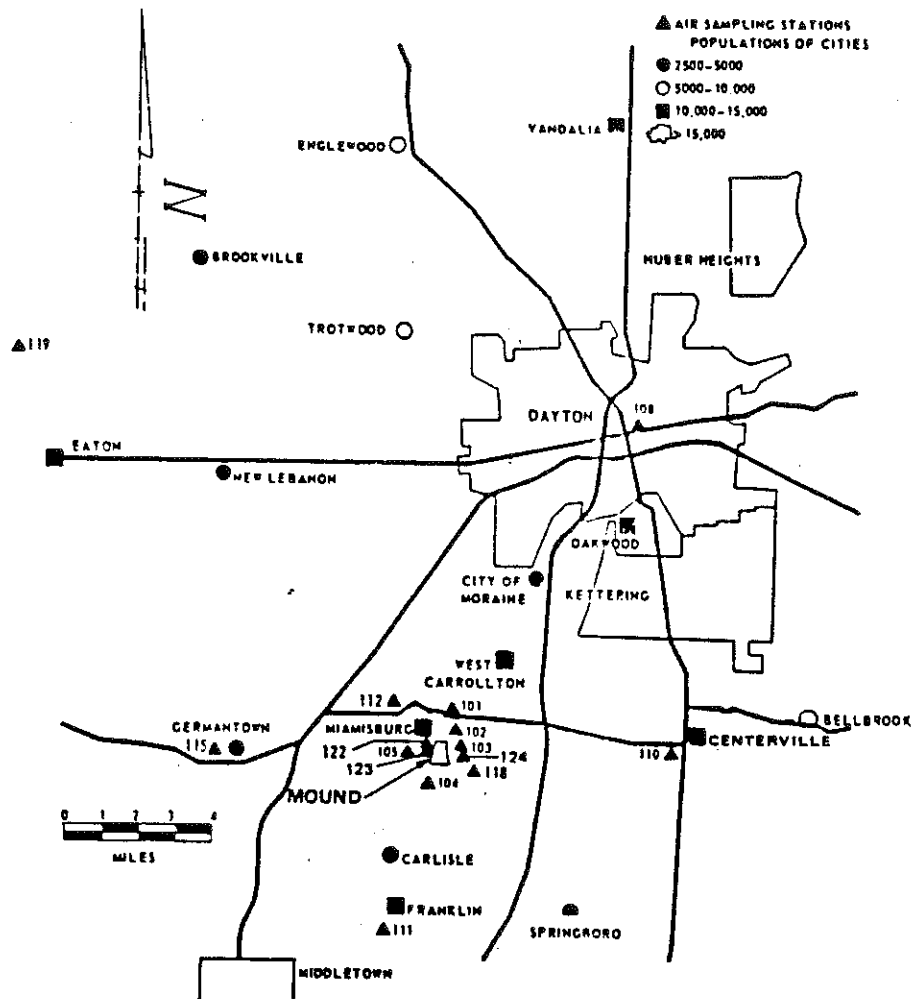 ▲ AIR SAMPLING STATIONS
POPULATIONS OF CITIES
● 2500-5000
○ 5000-10,000
■ 10,000-15,000
15,000
VANDALIA
ENGLEWOOD
N
BROOKVILLE
HUBER HEIGHTS
TROTWOOD
119
DAYTON
108
EATON
NEW LEBANON
OAKWOOD
CITY OF
MORAINE
KETTERING
WEST
CARROLLTON
112
101
GERMANTOWN
MIAMISBURG
102
BELLBROOK
115
122
105
103
124
110
CENTERVILLE
123
118
MOUND
104
0 1 2 3 4
MILES
CARLISLE
FRANKLIN
111
SPRINGBORO
MIDDLETOWN